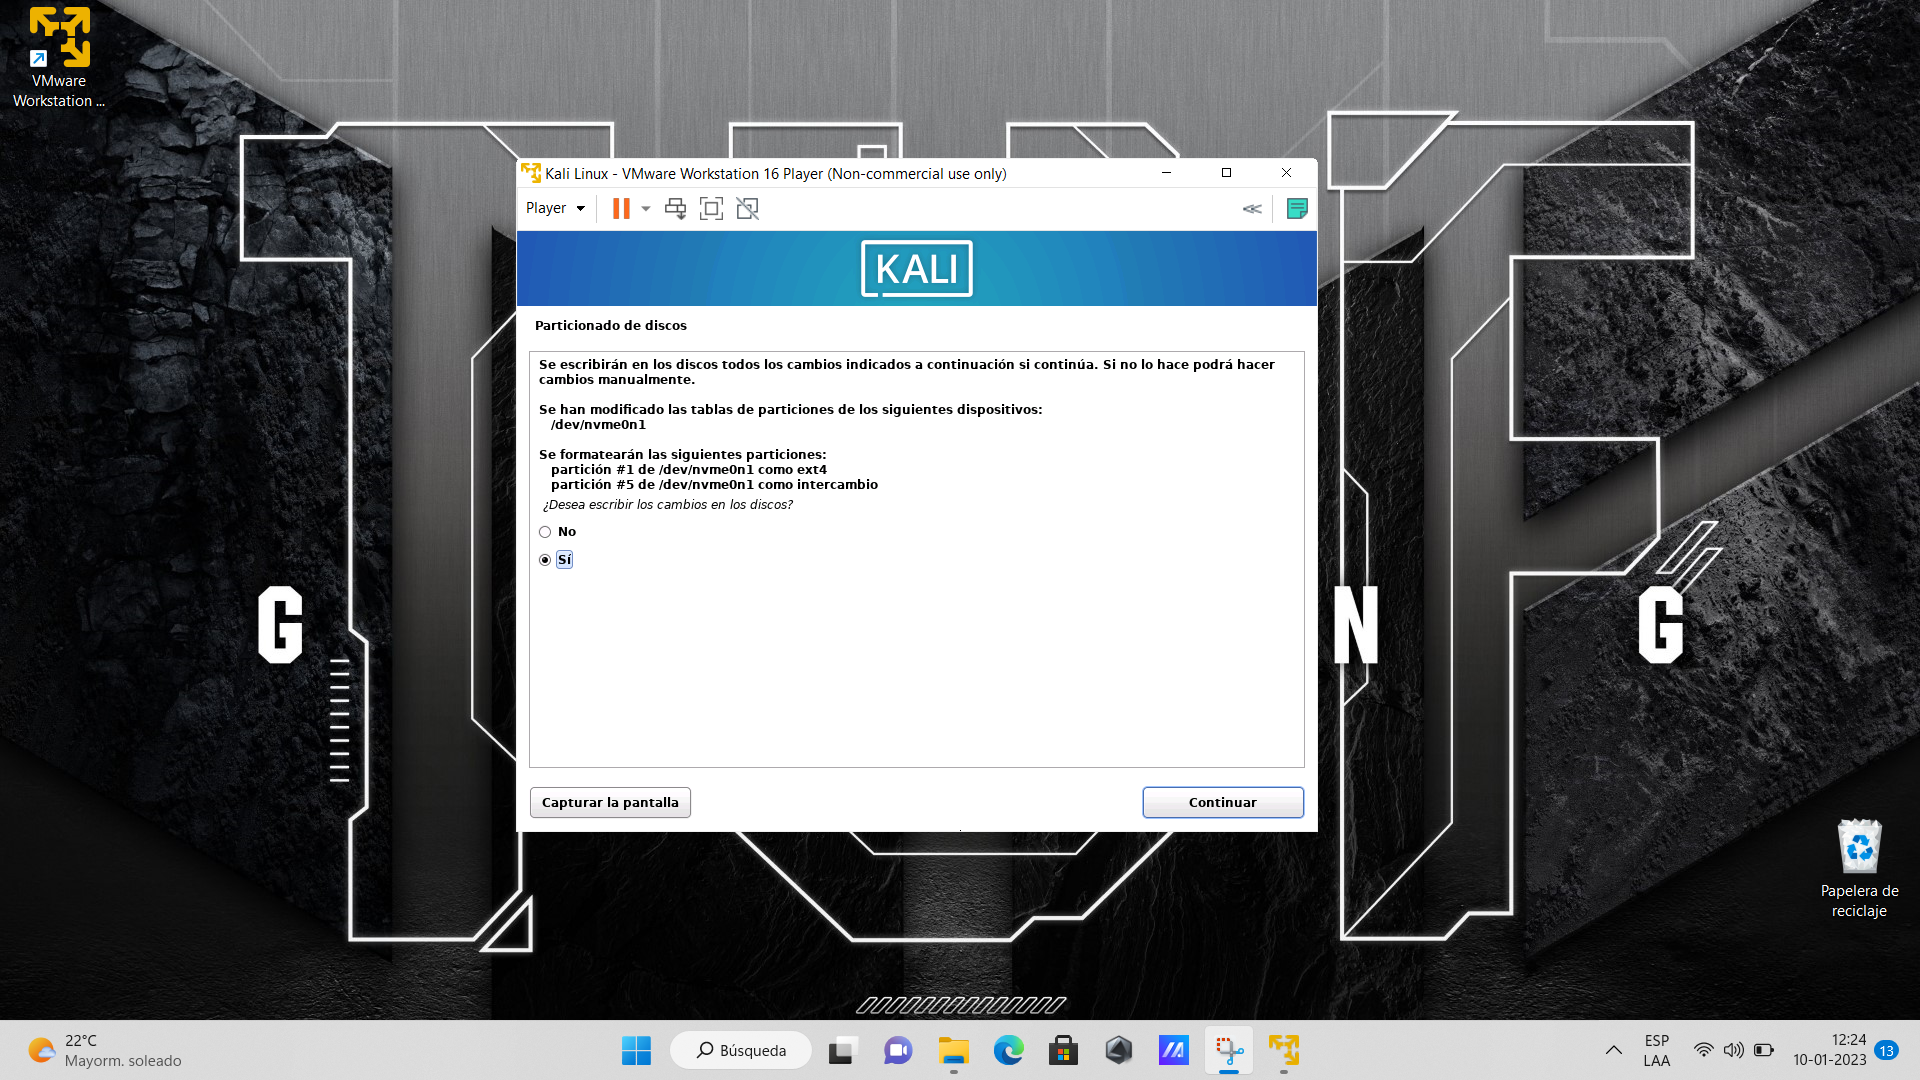 VMware
Workstation ...
Kali Linux - VMware Workstation 16 Player (Non-commercial use only)
Player
KALI
Particionado de discos
Se escribirán en los discos todos los cambios indicados a continuación si continúa. Si no lo hace podrá hacer
cambios manualmente.
Se han modificado las tablas de particiones de los siguientes dispositivos:
/dev/nvme0n1
Se formatearán las siguientes particiones:
partición #1 de /dev/nvme0n1 como ext4
partición #5 de /dev/nvme0n1 como intercambio
¿Desea escribir los cambios en los discos?
No
Sí
Capturar la pantalla
Continuar
G
N
G
Papelera de
reciclaje
22°C
Mayorm. soleado
Búsqueda
ESP
LAA
12:24
10-01-2023
13